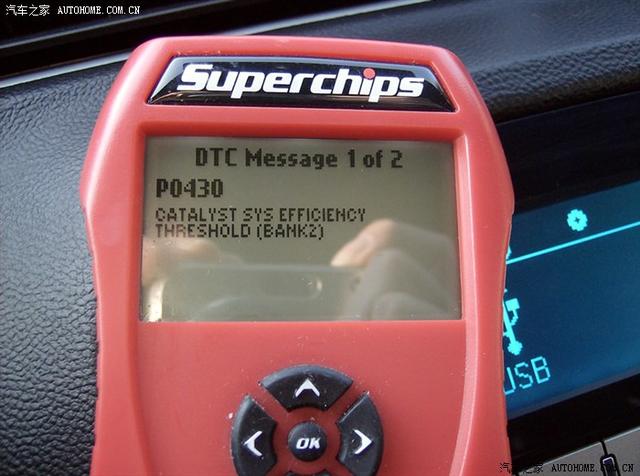 汽车之家 AUTOHOME.COM.CN
Superchips
DTC Message 1 of 2
P0430
CATALYST SYS EFFICIENCY
THRESHOLD (BANK2)
USB
OK
汽车之家 AUTOHOME.COM.CN